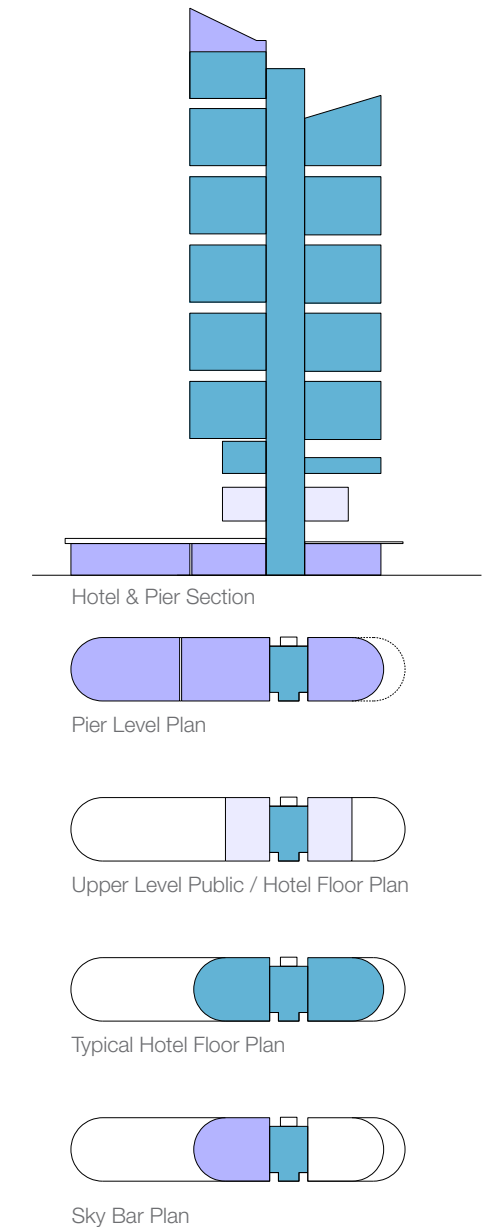 Hotel & Pier Section
Pier Level Plan
Upper Level Public / Hotel Floor Plan
Typical Hotel Floor Plan
Sky Bar Plan